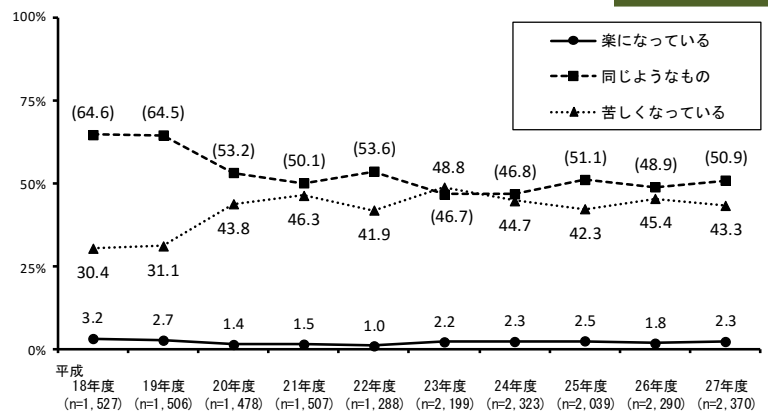 100%
75%
50%
25%
0%
楽になっている
同じようなもの
苦しくなっている
(64.6) (64.5) (53.2) (50.1) (53.6) (46.7) (46.8) (51.1) (48.9) (50.9)
30.4 31.1 43.8 46.3 41.9 48.8 44.7 42.3 45.4 43.3
3.2 2.7 1.4 1.5 1.0 2.2 2.3 2.5 1.8 2.3
平成
18年度 19年度 20年度 21年度 22年度 23年度 24年度 25年度 26年度 27年度
(n=1,527) (n=1,506) (n=1,478) (n=1,507) (n=1,288) (n=2,199) (n=2,323) (n=2,039) (n=2,290) (n=2,370)